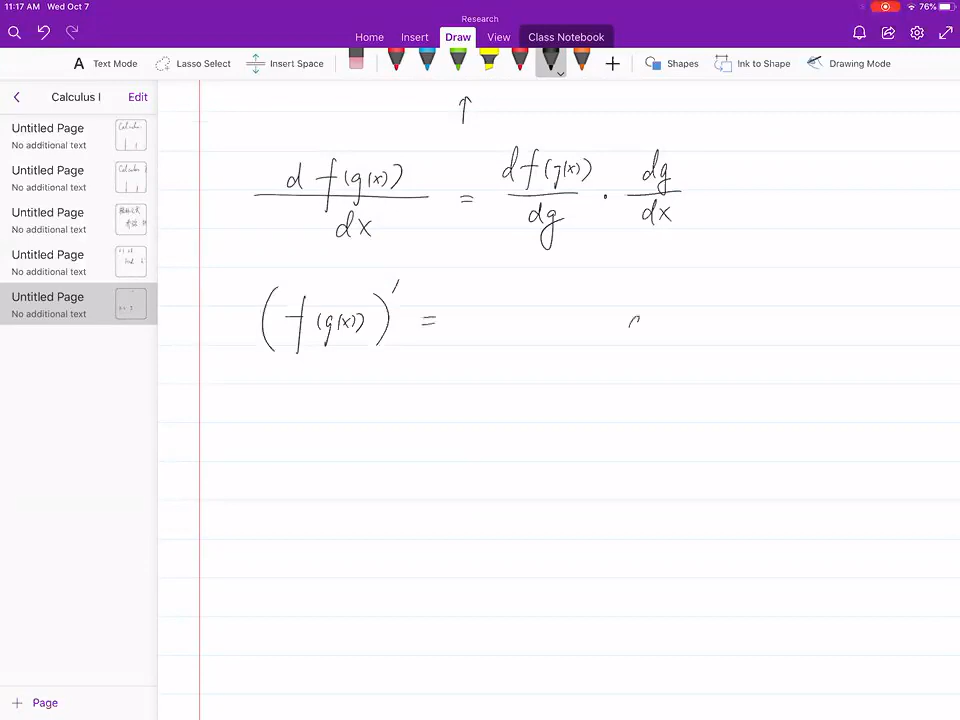 11:17 AM Wed Oct 7
76%
Research
Home Insert Draw View Class Notebook
A Text Mode Lasso Select Insert Space + Shapes Ink to Shape Drawing Mode
Calculus I Edit
Untitled Page
No additional text
Untitled Page
No additional text
Untitled Page
No additional text
Untitled Page
No additional text
Untitled Page
No additional text
+ Page
↑
d f(g(x)) / dx = d f(g(x)) / dg · dg / dx
(f(g(x)))' =